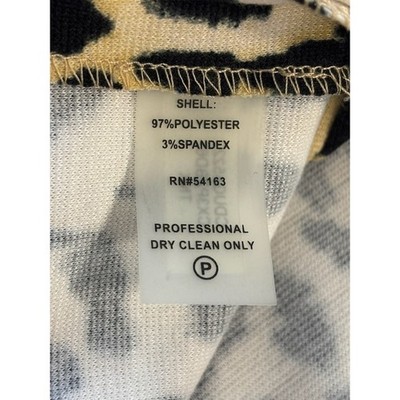 SHELL:
97%POLYESTER
3%SPANDEX
RN#54163
PROFESSIONAL
DRY CLEAN ONLY
P